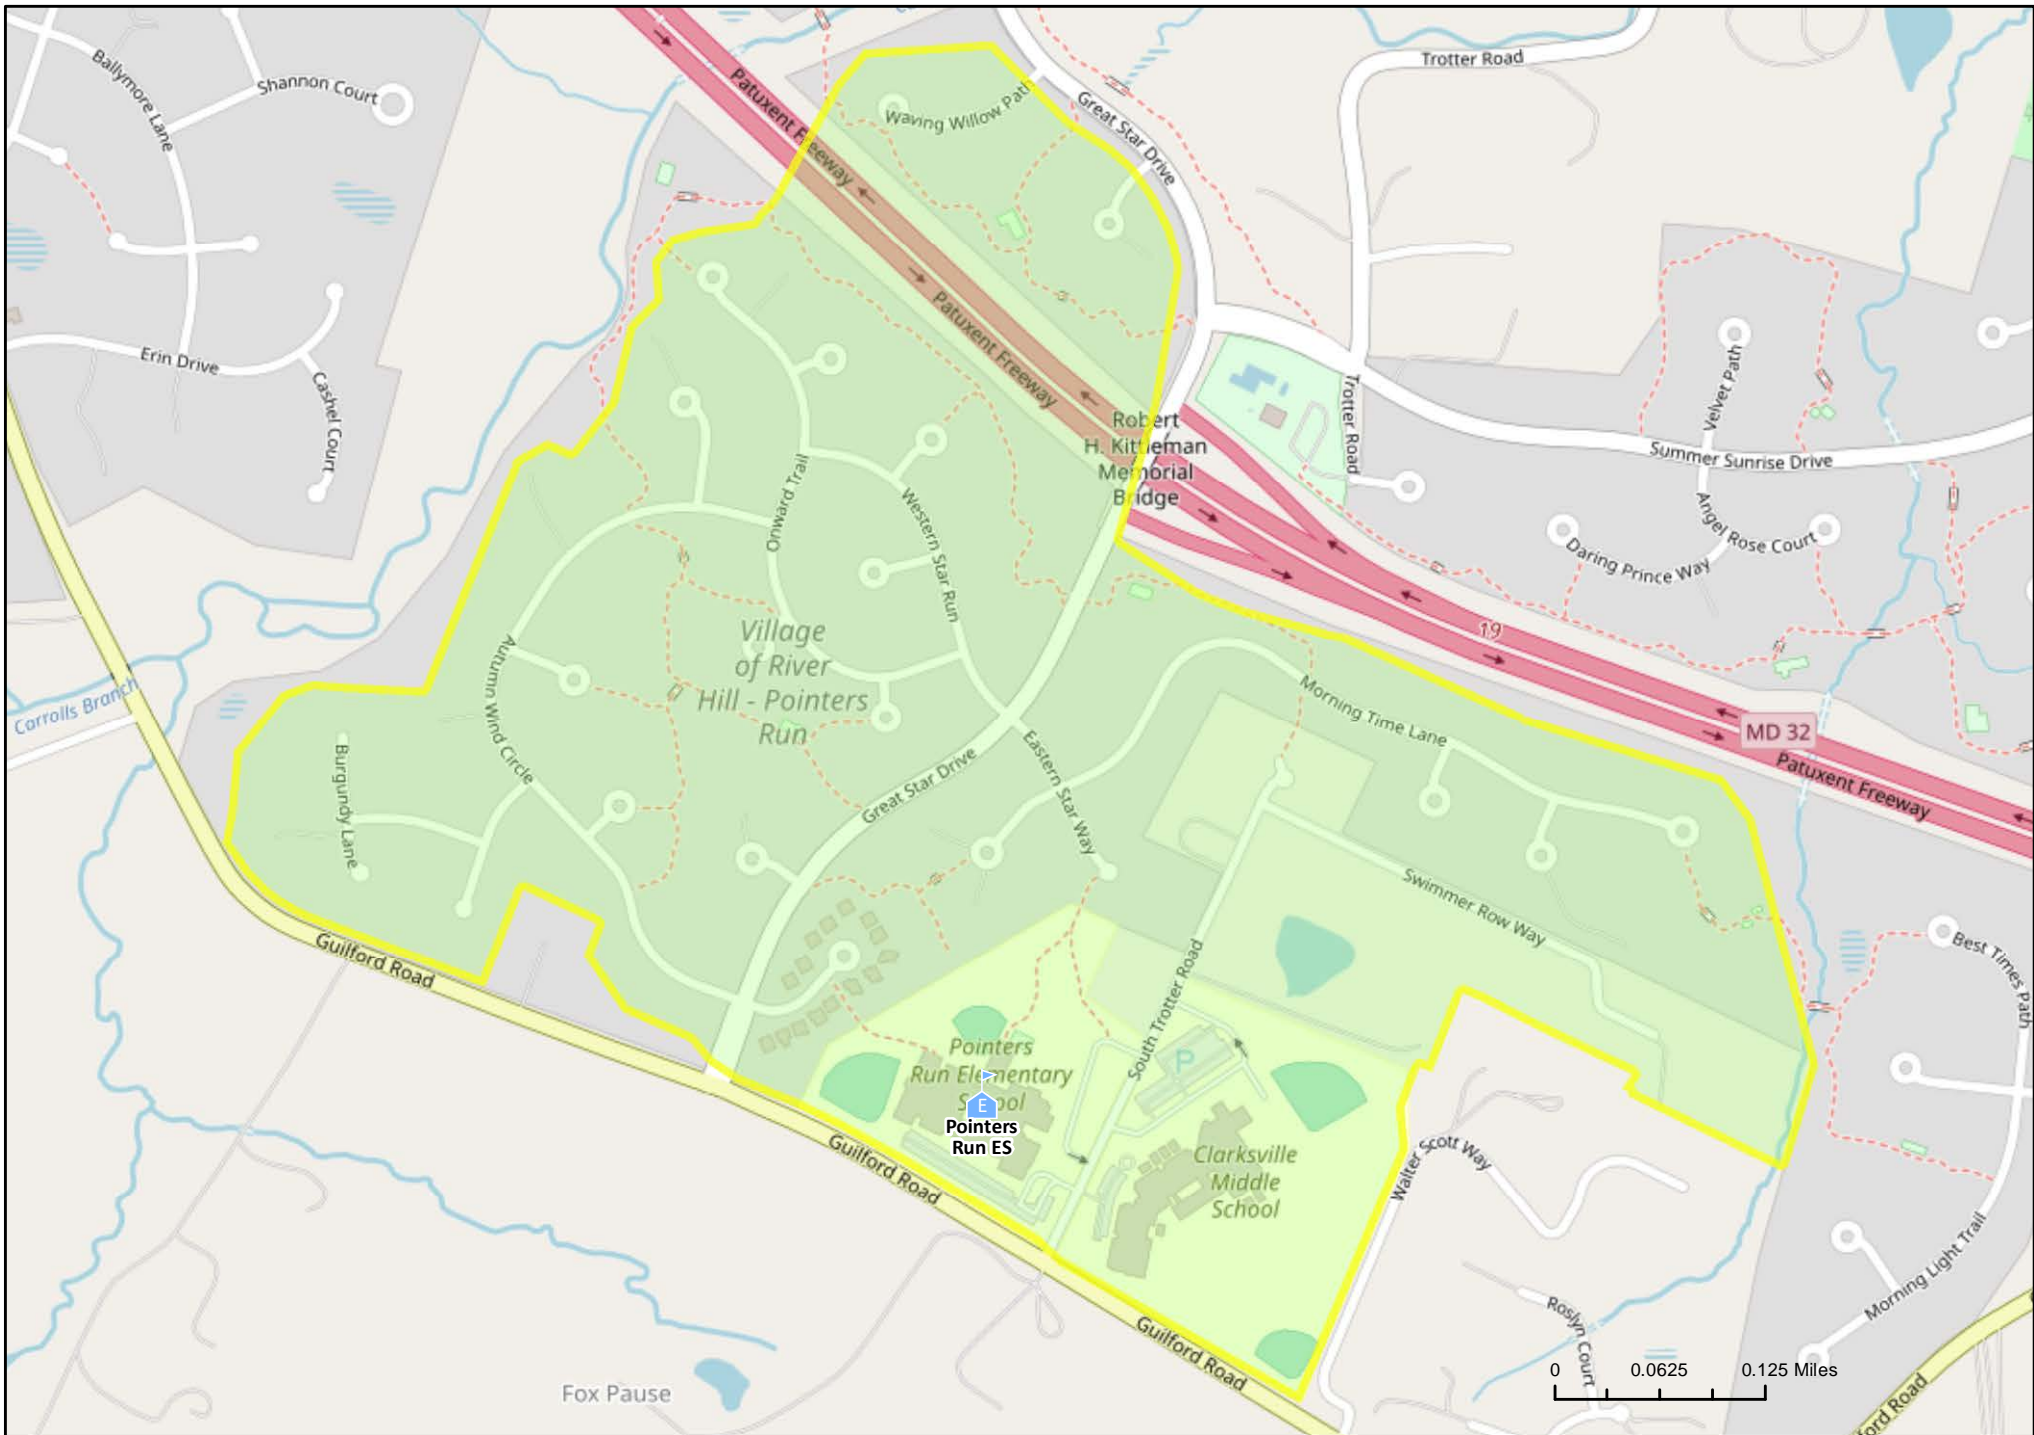 Ballymore Lane
Shannon Court
Patuxent Freeway
Waving Willow Path
Great Star Drive
Trotter Road
Patuxent Freeway
Erin Drive
Cashel Court
Robert
H. Kittleman
Memorial
Bridge
Trotter Road
Velvet Path
Summer Sunrise Drive
Angel Rose Court
Daring Prince Way
Onward Trail
Western Star Run
19
Village
of River
Hill - Pointers
Run
Autumn Wind Circle
Carrolls Branch
Morning Time Lane
MD 32
Patuxent Freeway
Burgundy Lane
Great Star Drive
Eastern Star Way
Swimmer Row Way
Guilford Road
South Trotter Road
Best Times Path
Pointers
Run Elementary
School
P
E
Pointers
Run ES
Guilford Road
Clarksville
Middle
School
Walter Scott Way
Morning Light Trail
Roslyn Court
Guilford Road
Fox Pause
0 0.0625 0.125 Miles
ford Road